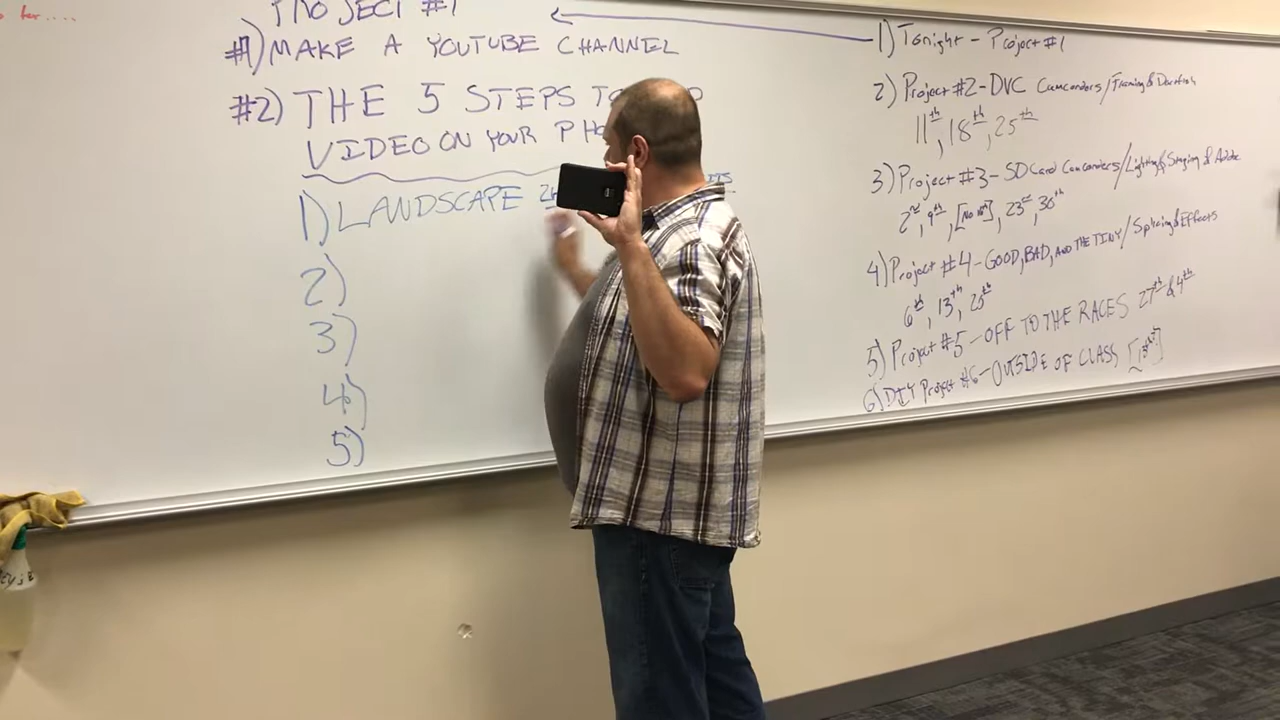 PROJECT #1
#1) MAKE A YOUTUBE CHANNEL
#2) THE 5 STEPS TO
VIDEO ON YOUR PHO
1) LANDSCAPE
2)
3)
4)
5)
1) Tonight - Project #1
2) Project #2 - DVC Camcorders/Framing & Duration
11th, 18th, 25th
3) Project #3 - SD Card Camcorders/Lighting & Staging & Adobe
2nd, 9th, [No 16th], 23rd, 30th
4) Project #4 - GOOD, BAD, AND THE TINY/Splicing & Effects
6th, 13th, 20th
5) Project #5 - OFF TO THE RACES 27th & 4th
6) DIY Project #6 - OUTSIDE OF CLASS